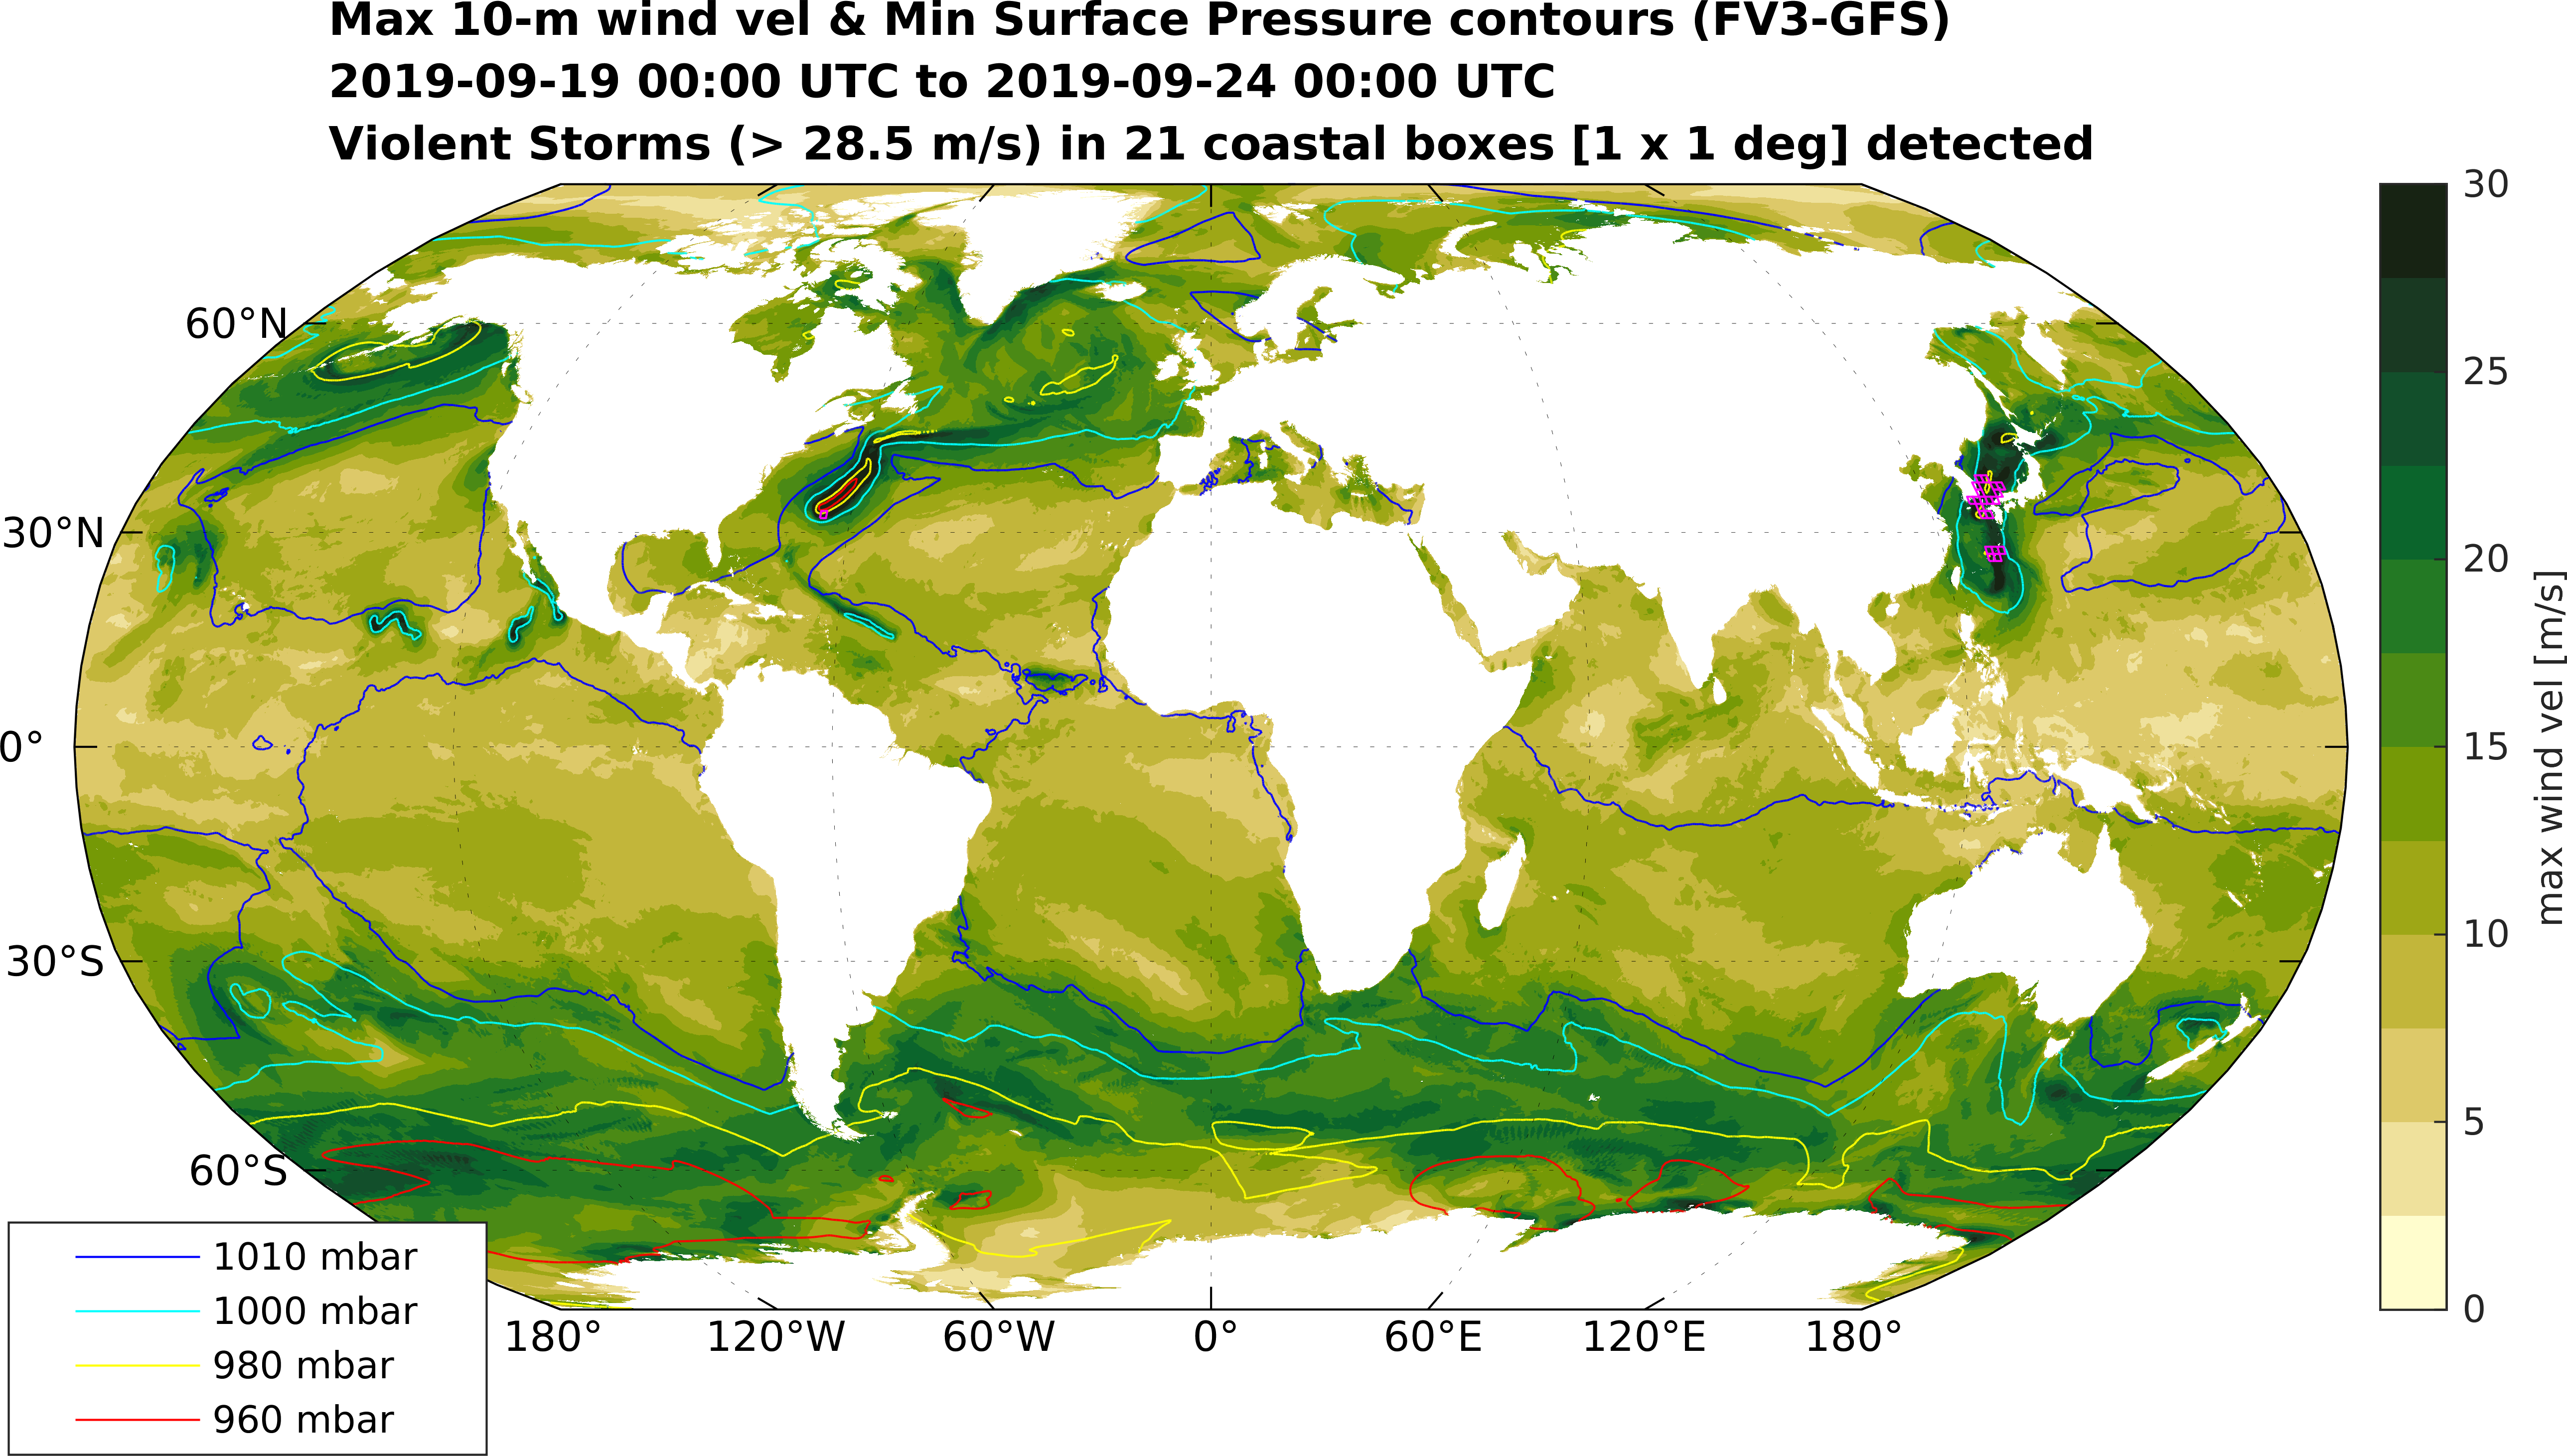 Max 10-m wind vel & Min Surface Pressure contours (FV3-GFS)
2019-09-19 00:00 UTC to 2019-09-24 00:00 UTC
Violent Storms (> 28.5 m/s) in 21 coastal boxes [1 x 1 deg] detected
60°N
30°N
0°
30°S
60°S
180°
120°W
60°W
0°
60°E
120°E
180°
1010 mbar
1000 mbar
980 mbar
960 mbar
30
25
20
15
10
5
0
max wind vel [m/s]